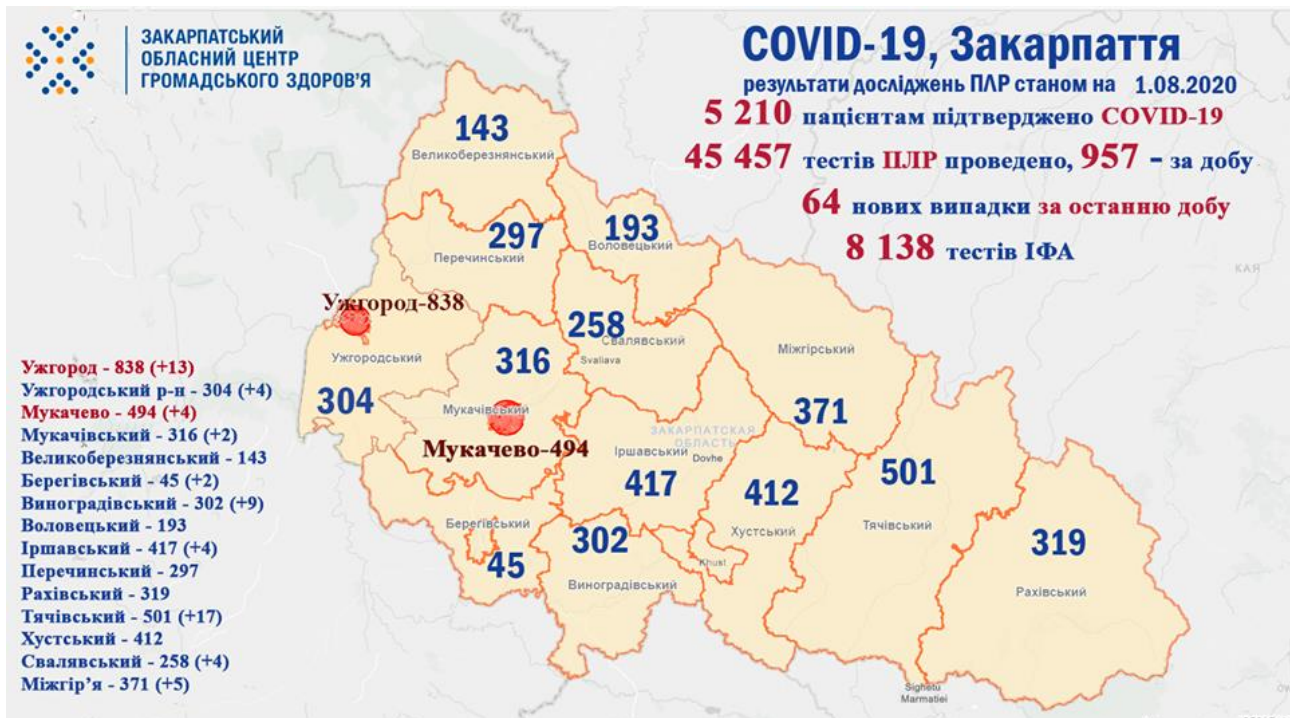 ЗАКАРПАТСЬКИЙ
ОБЛАСНИЙ ЦЕНТР
ГРОМАДСЬКОГО ЗДОРОВ'Я
COVID-19, Закарпаття
результати досліджень ПЛР станом на 1.08.2020
5 210 пацієнтам підтверджено COVID-19
45 457 тестів ПЛР проведено, 957 - за добу
64 нових випадки за останню добу
8 138 тестів ІФА
143
Великоберезнянський
297
Перечинський
193
Воловецький
Ужгород-838
Ужгородський
304
316
Мукачівський
Мукачево-494
258
Свалявський
Svaliava
Міжгірський
371
ЗАКАРПАТСКАЯ
ОБЛАСТЬ
Іршавський
Dovhe
417
412
Хустський
Khust
501
Тячівський
319
Рахівський
Берегівський
45
302
Виноградівський
Sighetu
Marmatiei
КАЯ
Ужгород - 838 (+13)
Ужгородський р-н - 304 (+4)
Мукачево - 494 (+4)
Мукачівський - 316 (+2)
Великоберезнянський - 143
Берегівський - 45 (+2)
Виноградівський - 302 (+9)
Воловецький - 193
Іршавський - 417 (+4)
Перечинський - 297
Рахівський - 319
Тячівський - 501 (+17)
Хустський - 412
Свалявський - 258 (+4)
Міжгір'я - 371 (+5)